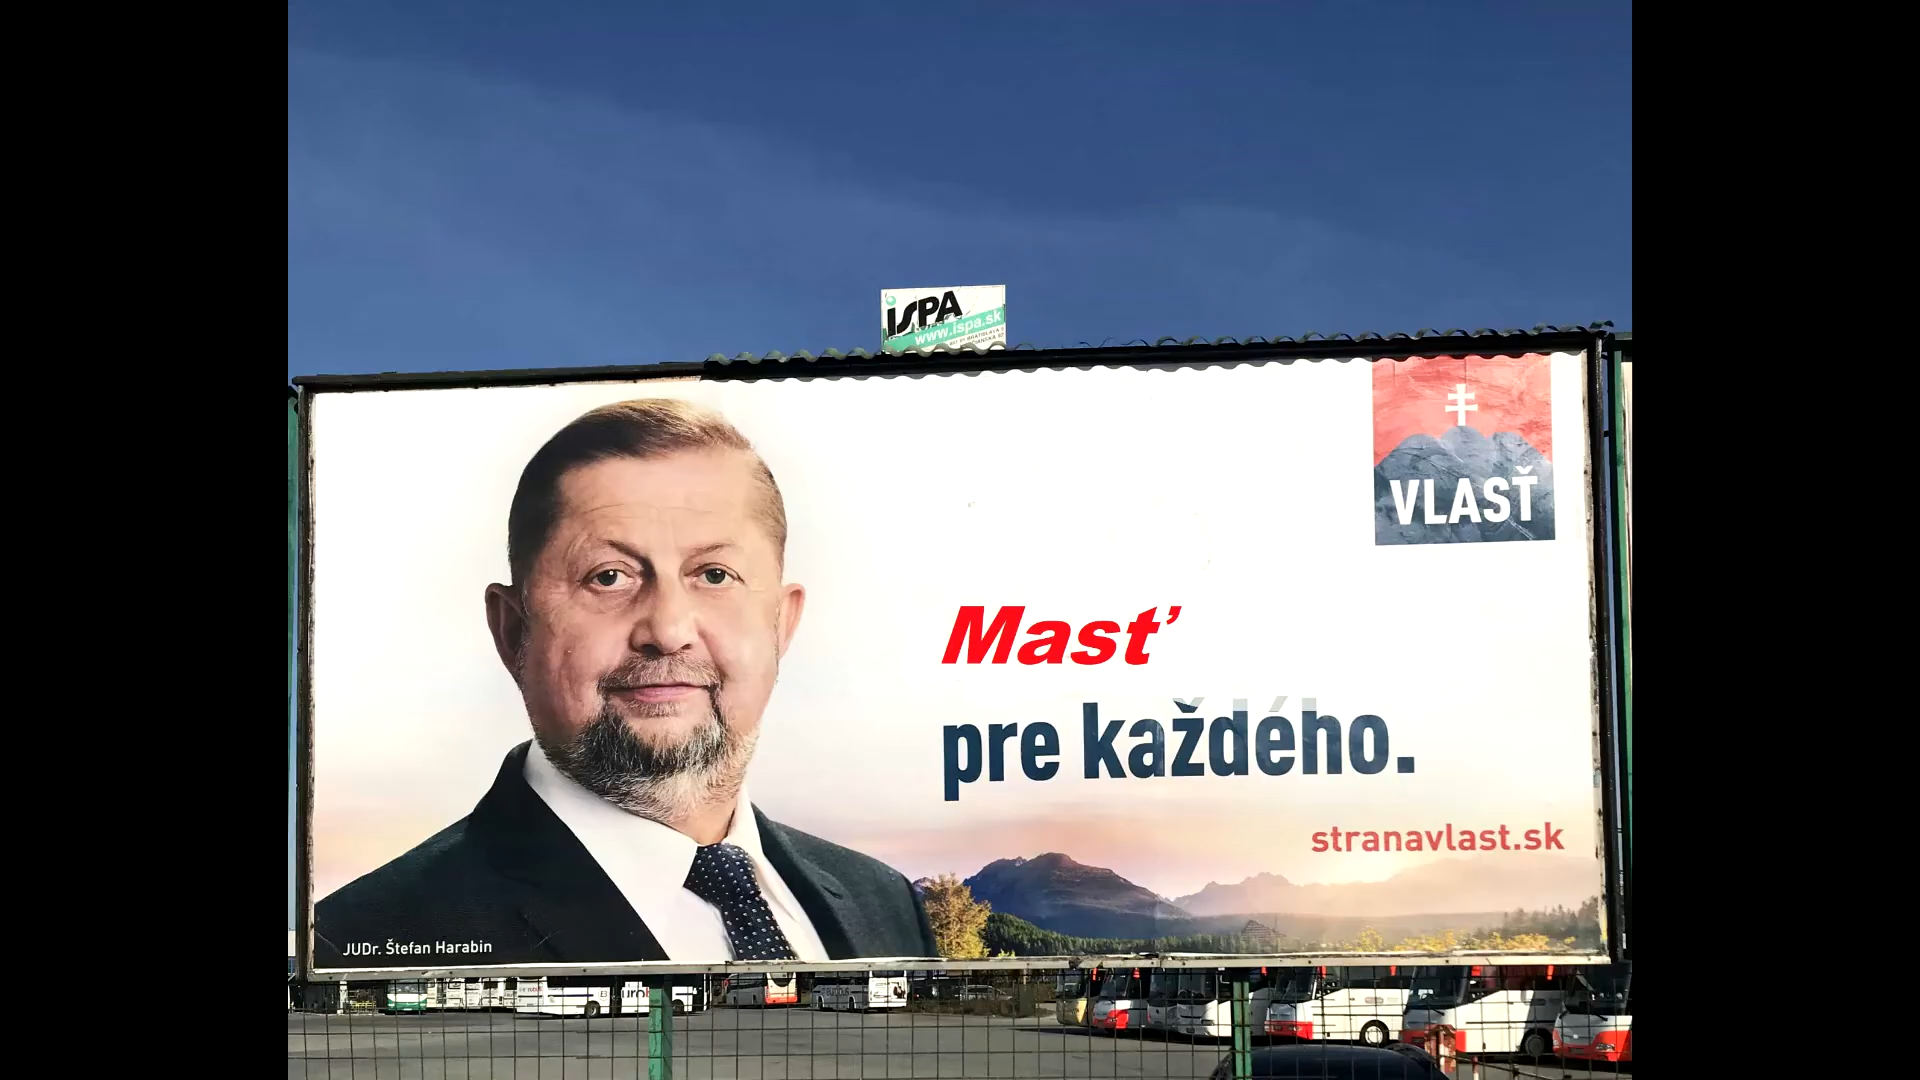 ISPA
www.ispa.sk
VLASŤ
Masť
pre každého.
stranavlast.sk
JUDr. Štefan Harabin